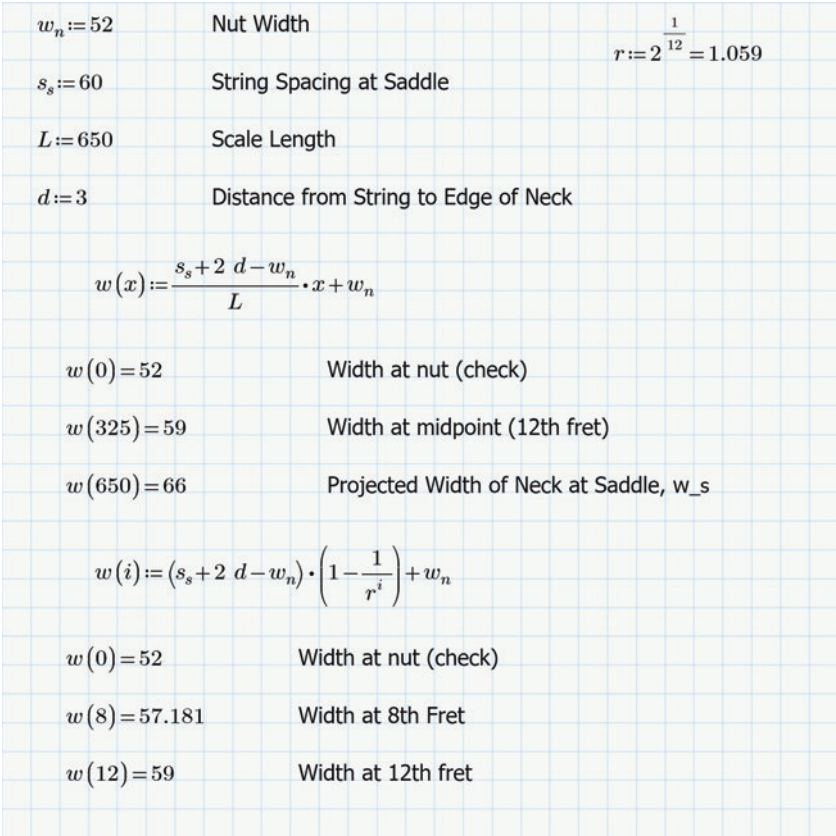 w_n := 52 Nut Width r := 2^(1/12) = 1.059
s_s := 60 String Spacing at Saddle
L := 650 Scale Length
d := 3 Distance from String to Edge of Neck
w(x) := (s_s + 2 d − w_n)/L · x + w_n
w(0) = 52 Width at nut (check)
w(325) = 59 Width at midpoint (12th fret)
w(650) = 66 Projected Width of Neck at Saddle, w_s
w(i) := (s_s + 2 d − w_n) · (1 − 1/r^i) + w_n
w(0) = 52 Width at nut (check)
w(8) = 57.181 Width at 8th Fret
w(12) = 59 Width at 12th fret